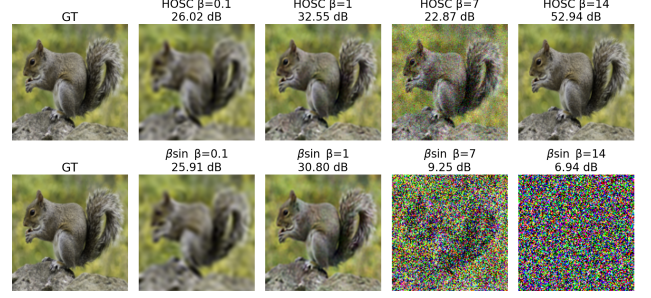 GT
HOSC β=0.1
26.02 dB
HOSC β=1
32.55 dB
HOSC β=7
22.87 dB
HOSC β=14
52.94 dB
GT
βsin β=0.1
25.91 dB
βsin β=1
30.80 dB
βsin β=7
9.25 dB
βsin β=14
6.94 dB